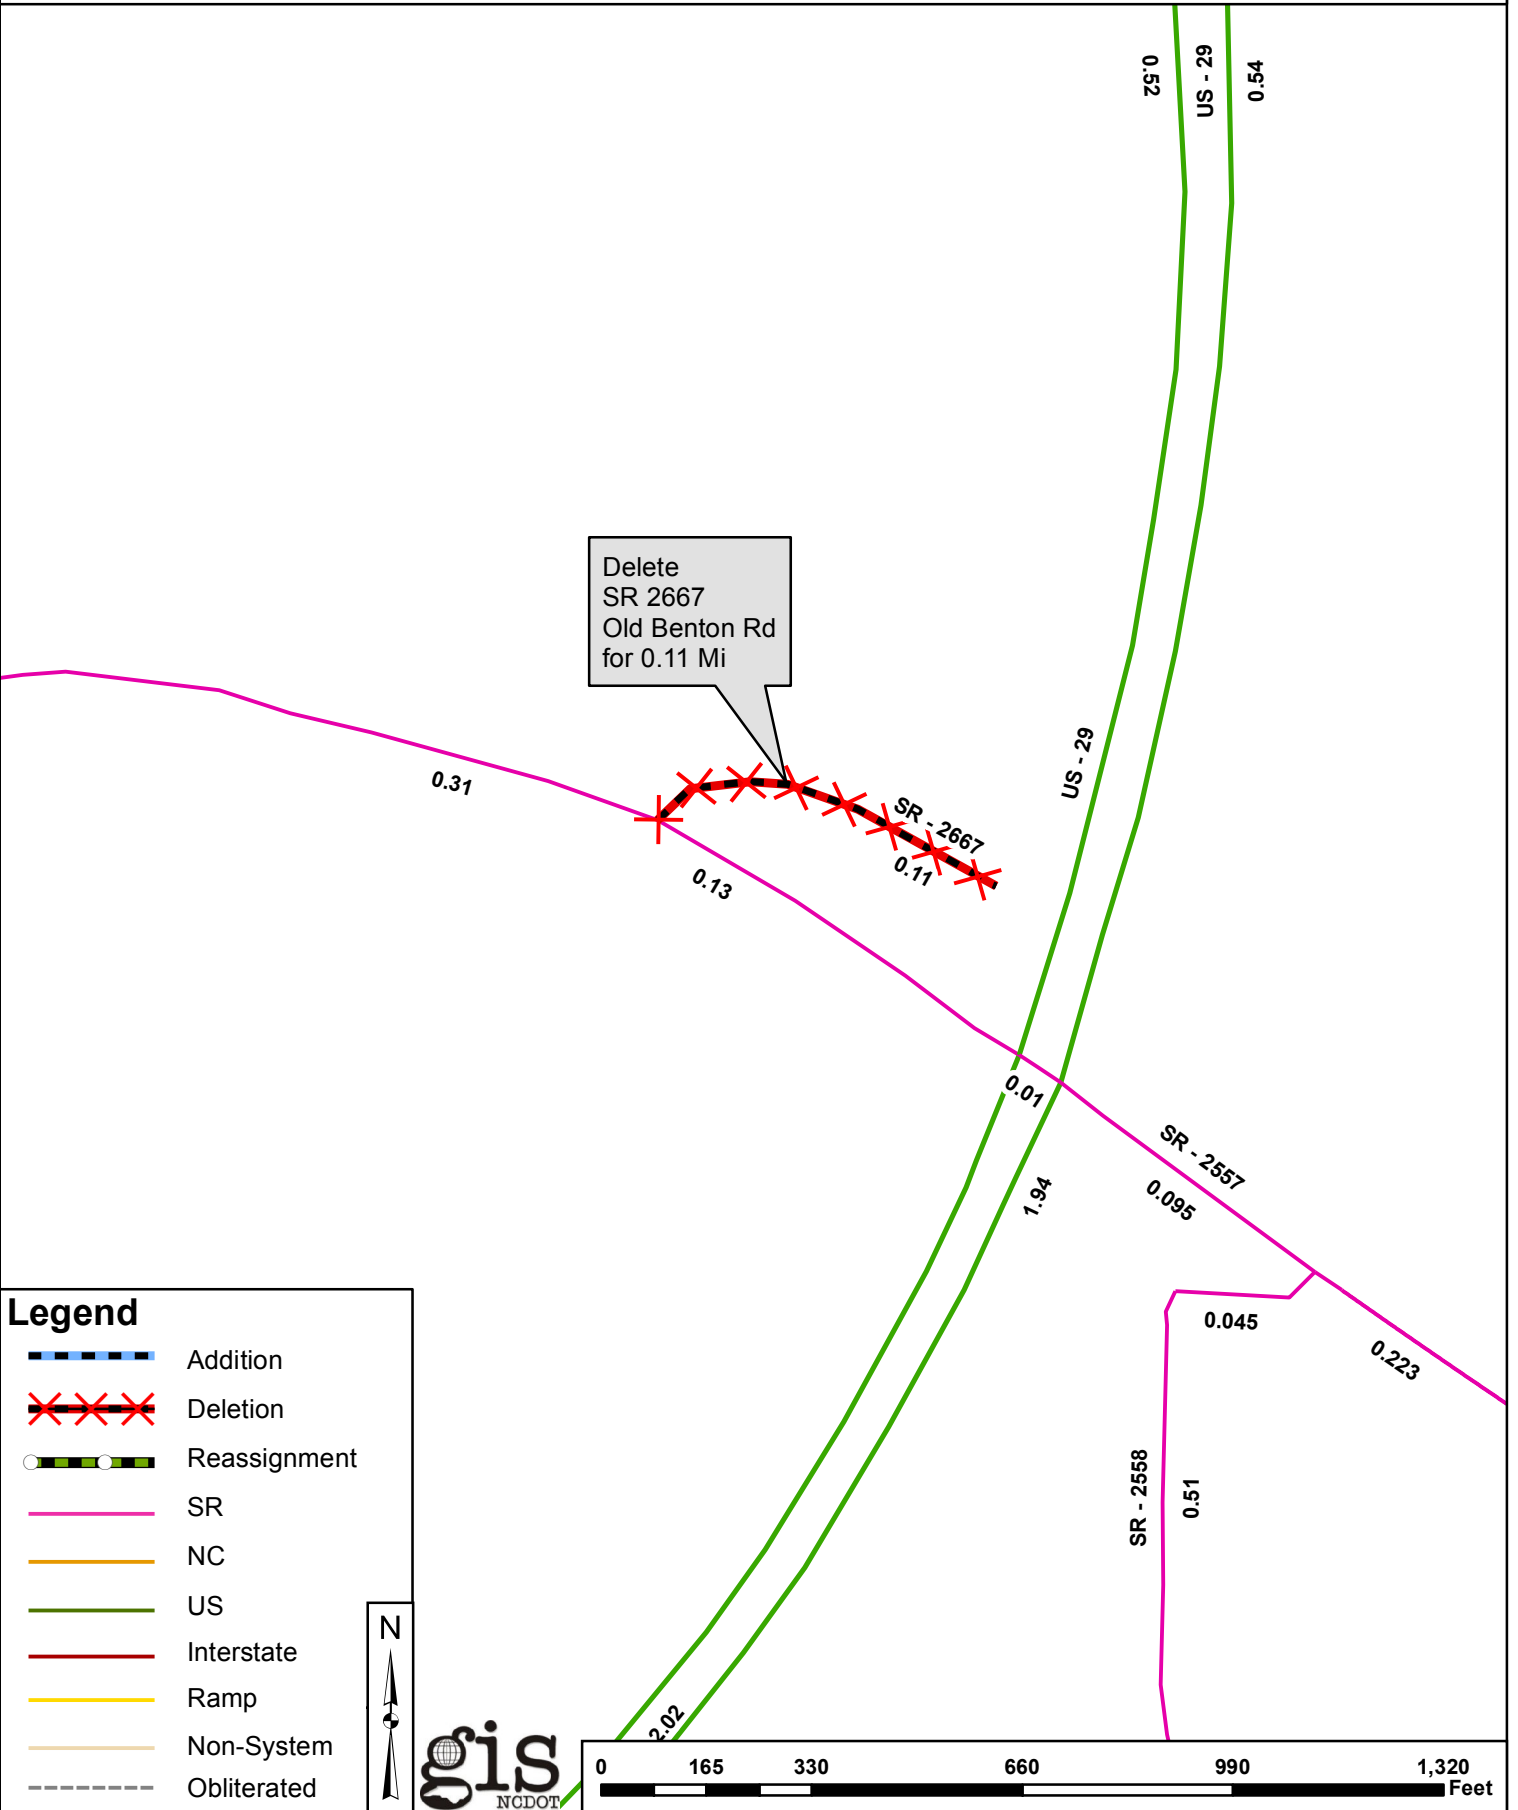 0.52
US - 29
0.54
Delete
SR 2667
Old Benton Rd
for 0.11 Mi
US - 29
0.31
SR - 2667
0.11
0.13
0.01
SR - 2557
0.095
1.94
0.045
0.223
SR - 2558
0.51
2.02
Legend
Addition
Deletion
Reassignment
SR
NC
US
Interstate
Ramp
Non-System
Obliterated
N
gis
NCDOT
0 165 330 660 990 1,320
Feet